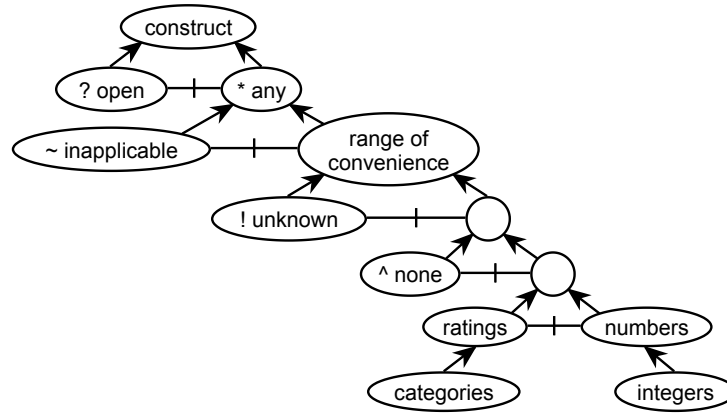 construct
? open
* any
~ inapplicable
range of
convenience
! unknown
^ none
ratings
numbers
categories
integers